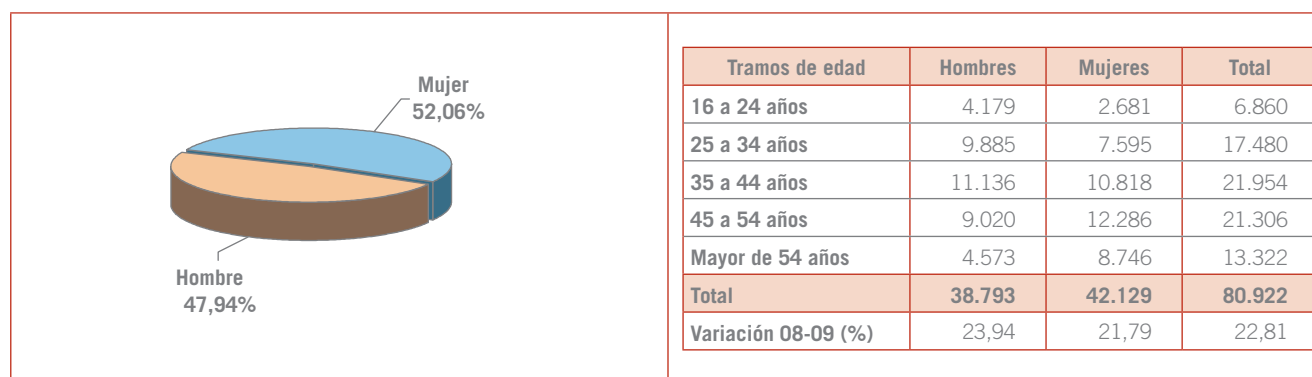 Mujer
52,06%
Hombre
47,94%
Tramos de edad Hombres Mujeres Total
16 a 24 años 4.179 2.681 6.860
25 a 34 años 9.885 7.595 17.480
35 a 44 años 11.136 10.818 21.954
45 a 54 años 9.020 12.286 21.306
Mayor de 54 años 4.573 8.746 13.322
Total 38.793 42.129 80.922
Variación 08-09 (%) 23,94 21,79 22,81